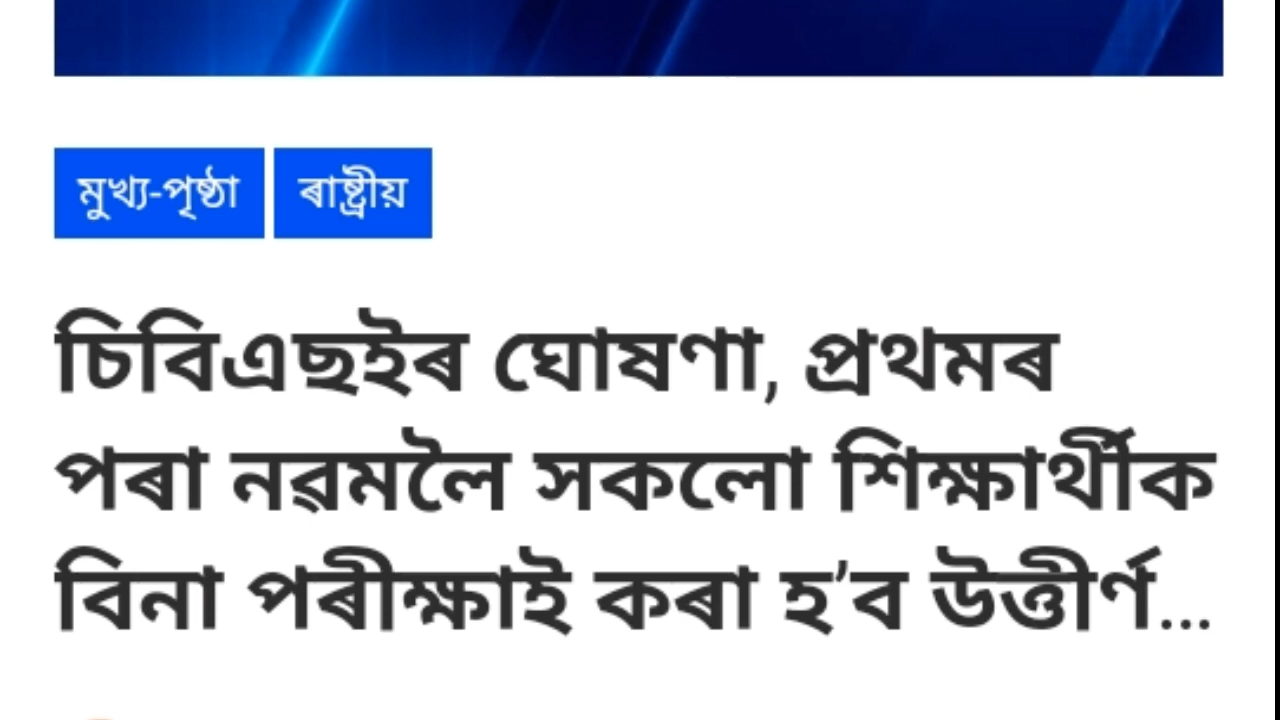 মুখ্য-পৃষ্ঠা ৰাষ্ট্ৰীয়
চিবিএছইৰ ঘোষণা, প্ৰথমৰ
পৰা নৱমলৈ সকলো শিক্ষাৰ্থীক
বিনা পৰীক্ষাই কৰা হ’ব উত্তীৰ্ণ...